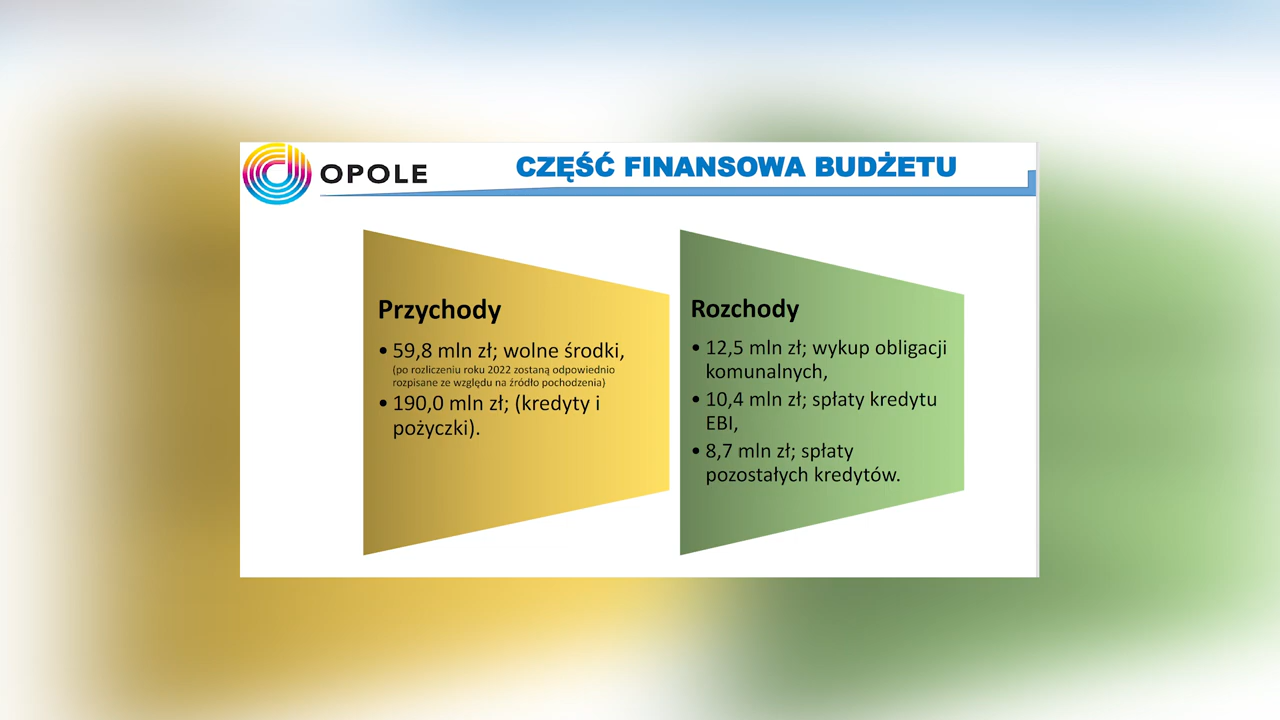 OPOLE
CZĘŚĆ FINANSOWA BUDŻETU
Przychody
• 59,8 mln zł; wolne środki,
(po rozliczeniu roku 2022 zostaną odpowiednio
rozpisane ze względu na źródło pochodzenia)
• 190,0 mln zł; (kredyty i
pożyczki).
Rozchody
• 12,5 mln zł; wykup obligacji
komunalnych,
• 10,4 mln zł; spłaty kredytu
EBI,
• 8,7 mln zł; spłaty
pozostałych kredytów.